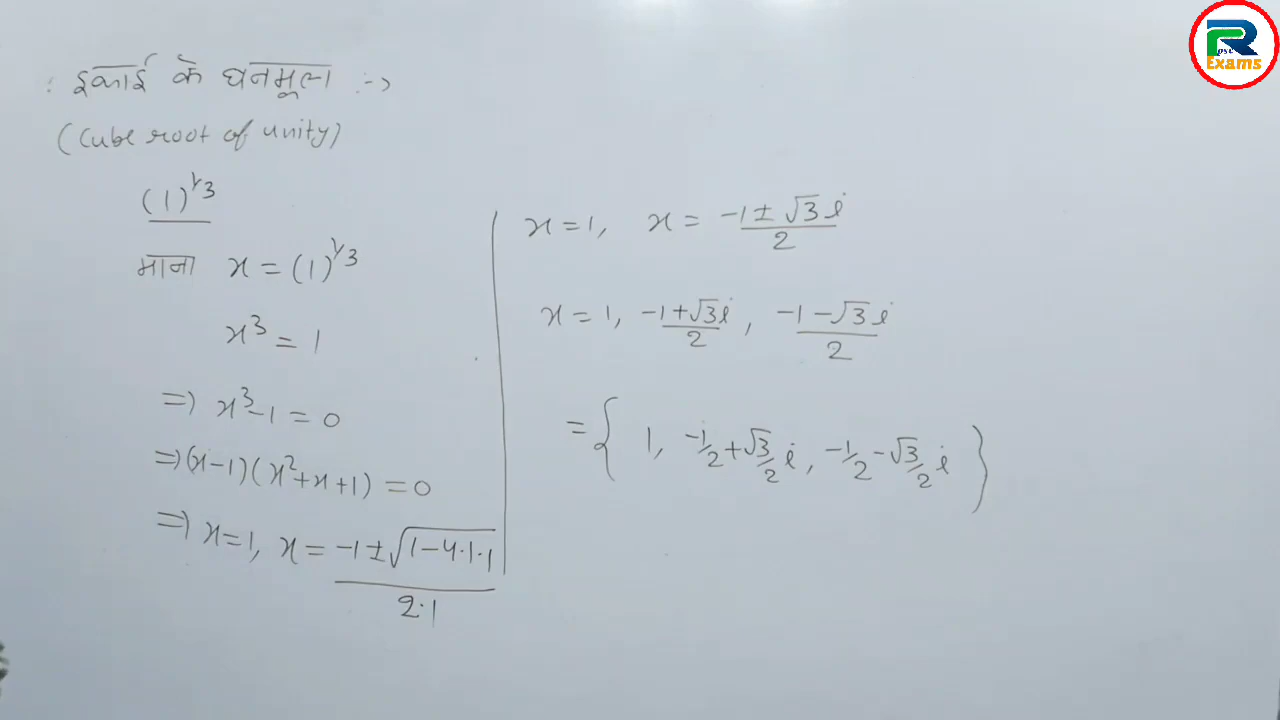 इकाई के घनमूल :->
(Cube root of unity)
(1)^1/3
माना x = (1)^1/3
x³ = 1
=> x³-1 = 0
=> (x-1)(x²+x+1) = 0
=> x=1, x = -1 ± √(1-4·1·1) / 2·1
x = 1, x = -1 ± √3 i / 2
x = 1, -1+√3 i / 2, -1-√3 i / 2
= { 1, -1/2 + √3/2 i, -1/2 - √3/2 i }
PR
psc
Exams